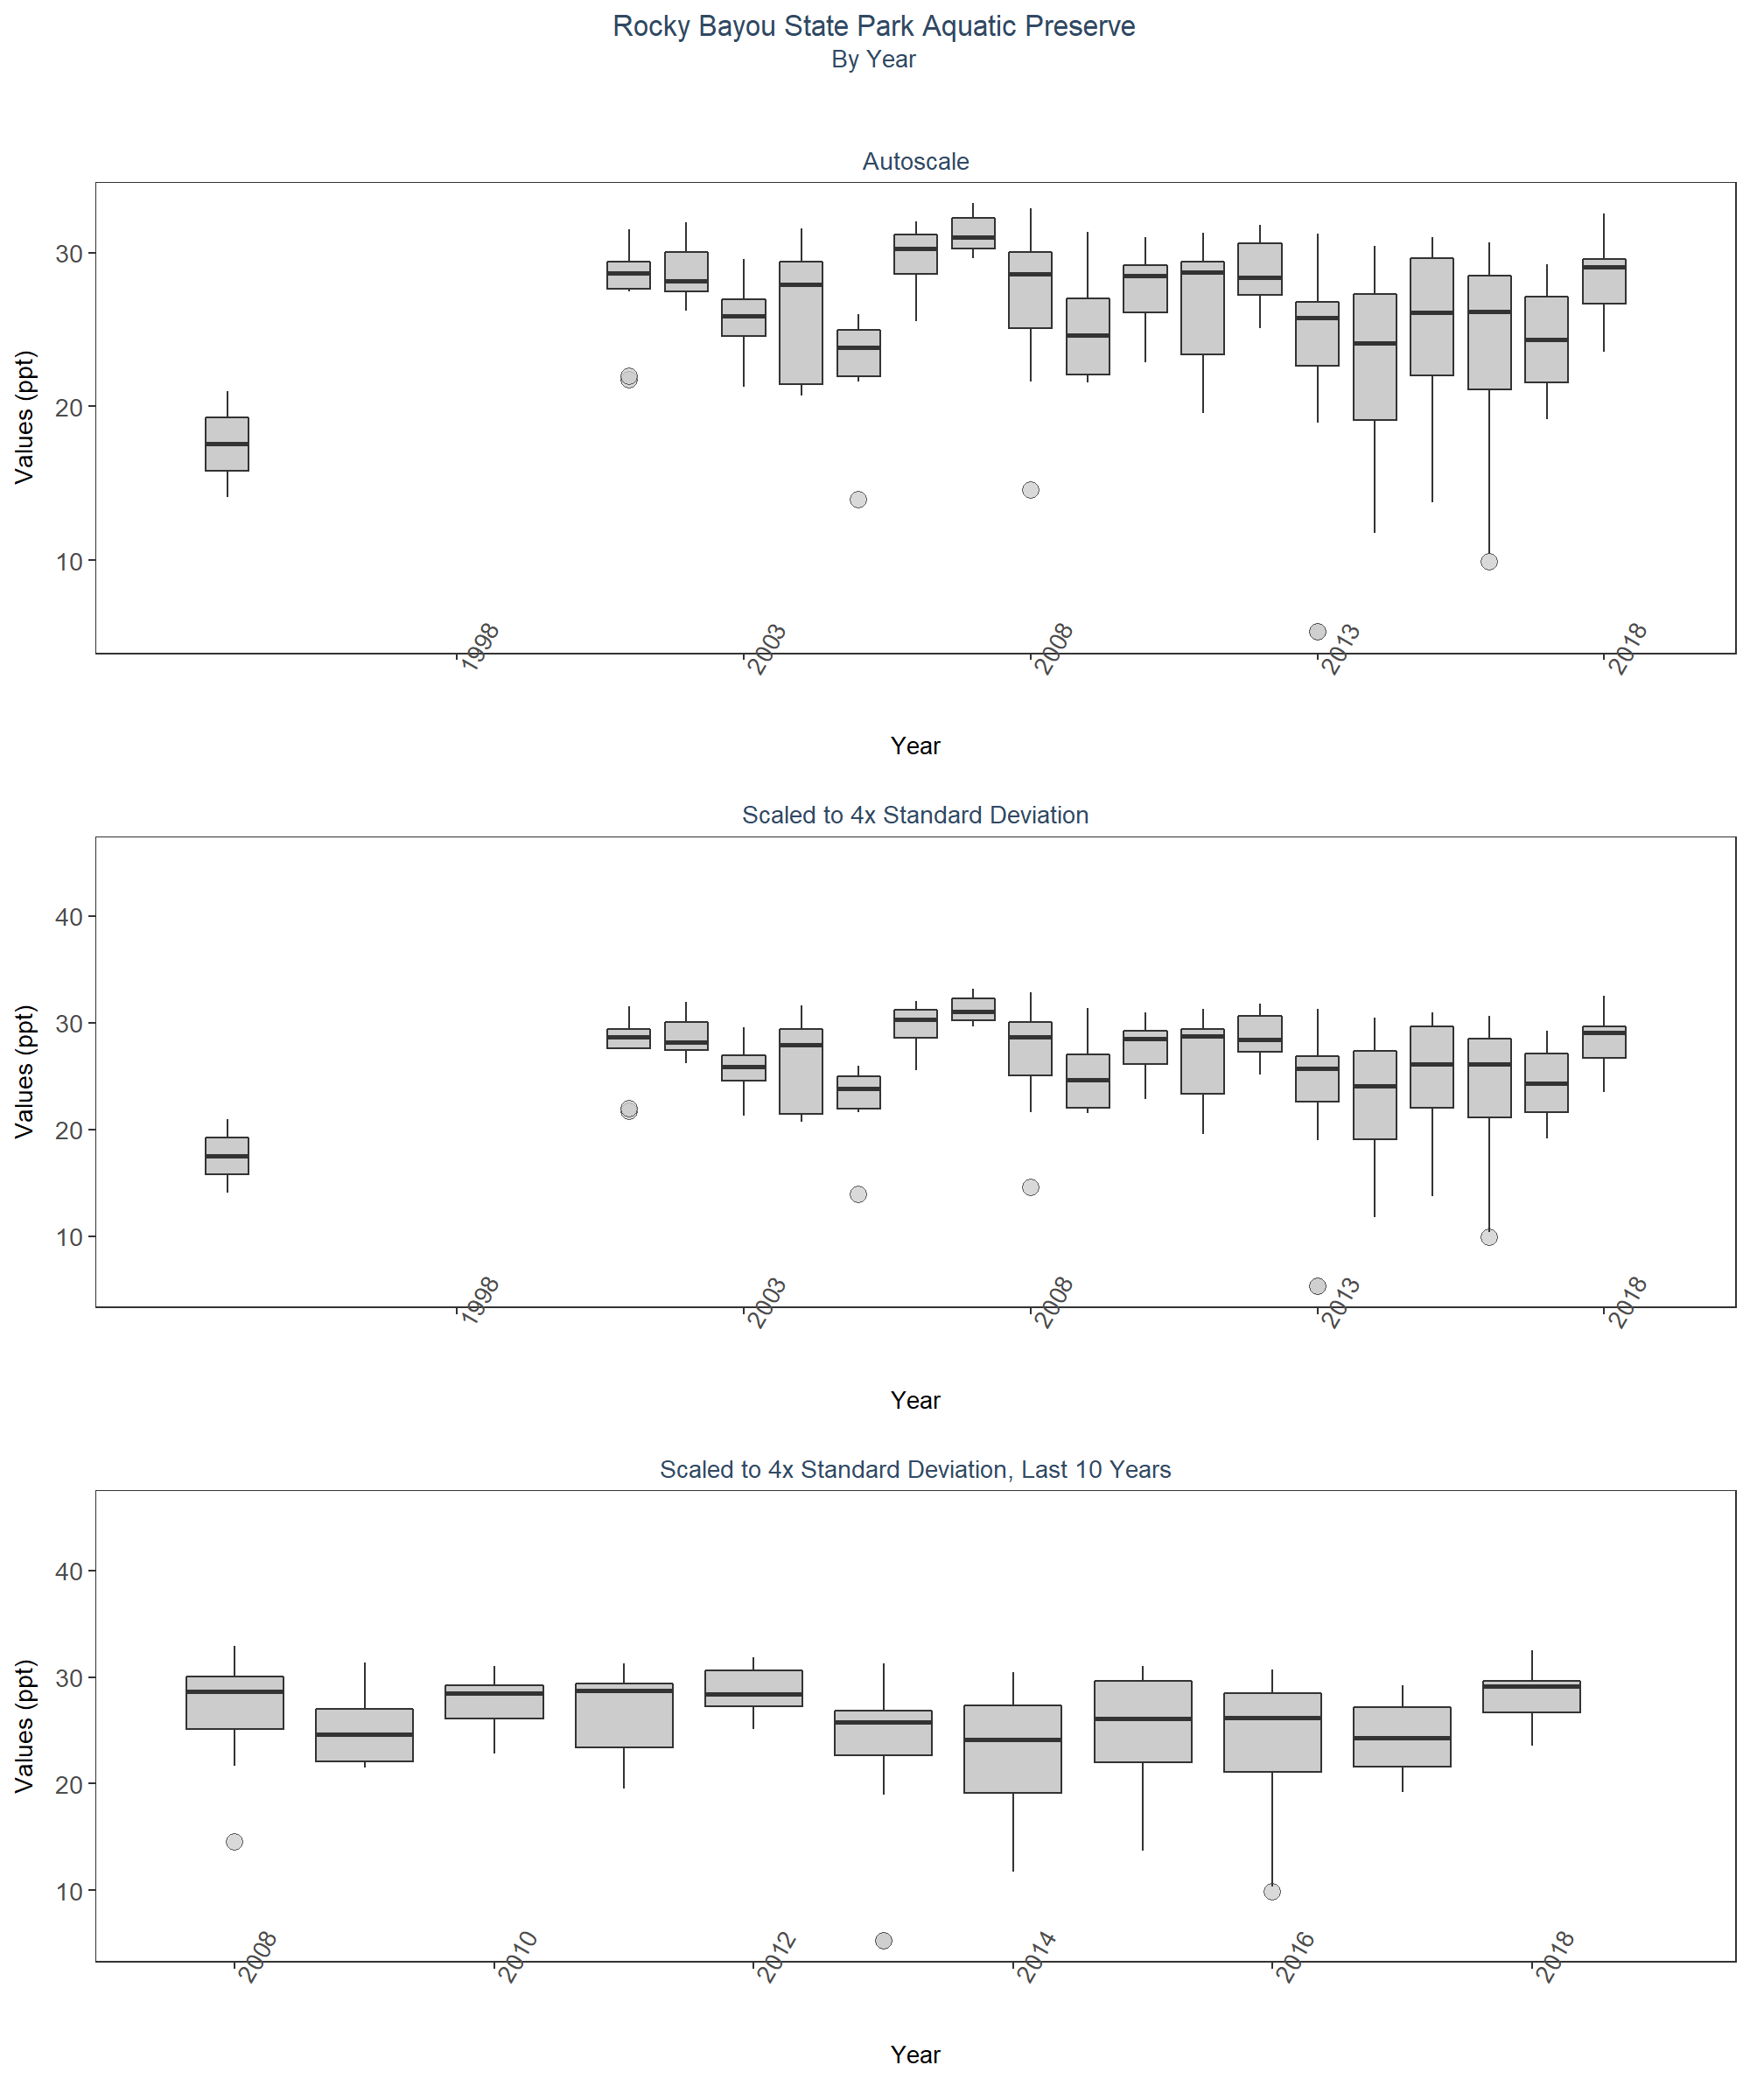 Rocky Bayou State Park Aquatic Preserve
By Year
Autoscale
Values (ppt)
30
20
10
1998
2003
2008
2013
2018
Year
Scaled to 4x Standard Deviation
Values (ppt)
40
30
20
10
1998
2003
2008
2013
2018
Year
Scaled to 4x Standard Deviation, Last 10 Years
Values (ppt)
40
30
20
10
2008
2010
2012
2014
2016
2018
Year